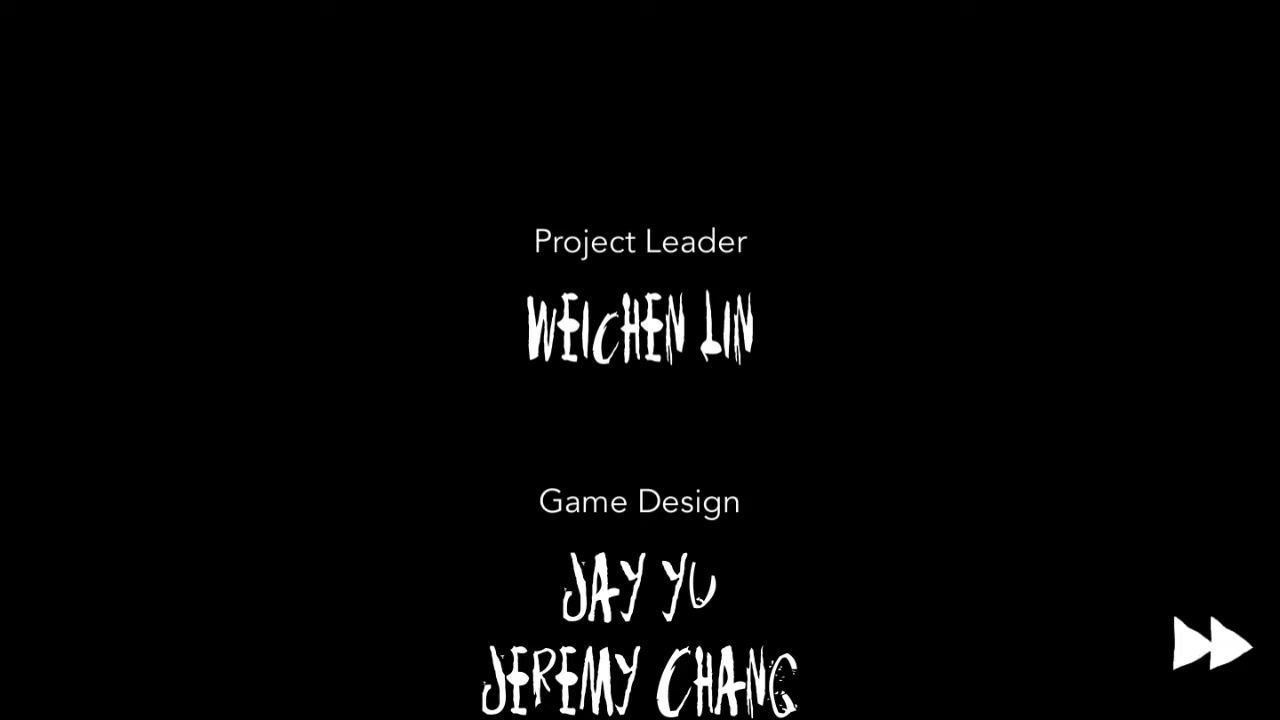 Project Leader
WEICHEN LIN
Game Design
JAY YU
JEREMY CHANG